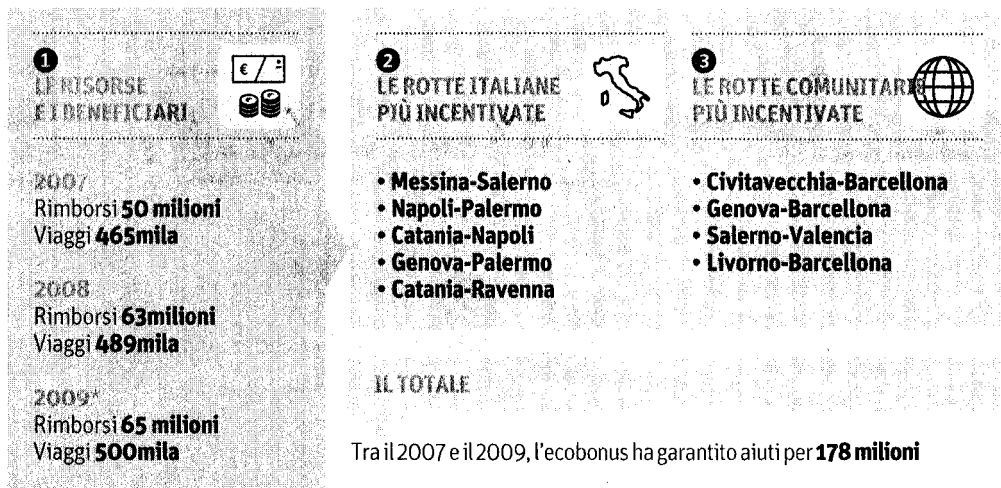 1
LE RISORSE
E I BENEFICIARI
2007
Rimborsi 50 milioni
Viaggi 465mila
2008
Rimborsi 63milioni
Viaggi 489mila
2009*
Rimborsi 65 milioni
Viaggi 500mila
2
LE ROTTE ITALIANE
PIÙ INCENTIVATE
• Messina-Salerno
• Napoli-Palermo
• Catania-Napoli
• Genova-Palermo
• Catania-Ravenna
3
LE ROTTE COMUNITARIE
PIÙ INCENTIVATE
• Civitavecchia-Barcellona
• Genova-Barcellona
• Salerno-Valencia
• Livorno-Barcellona
IL TOTALE
Tra il 2007 e il 2009, l'ecobonus ha garantito aiuti per 178 milioni